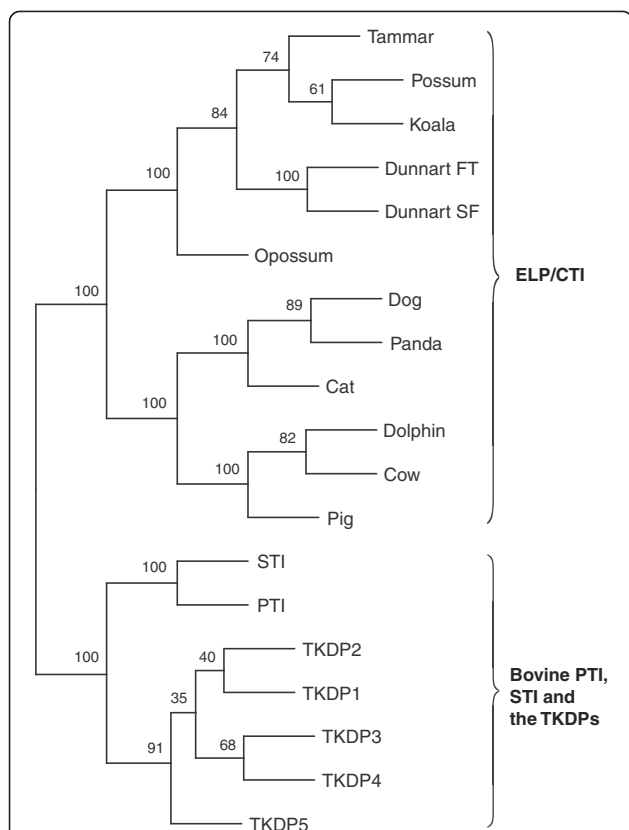 Tammar
74
Possum
61
Koala
84
Dunnart FT
100
Dunnart SF
100
Opossum
ELP/CTI
100
Dog
89
Panda
100
Cat
100
Dolphin
82
Cow
100
Pig
STI
100
PTI
100
TKDP2
40
TKDP1
35
TKDP3
68
TKDP4
91
TKDP5
Bovine PTI,
STI and
the TKDPs